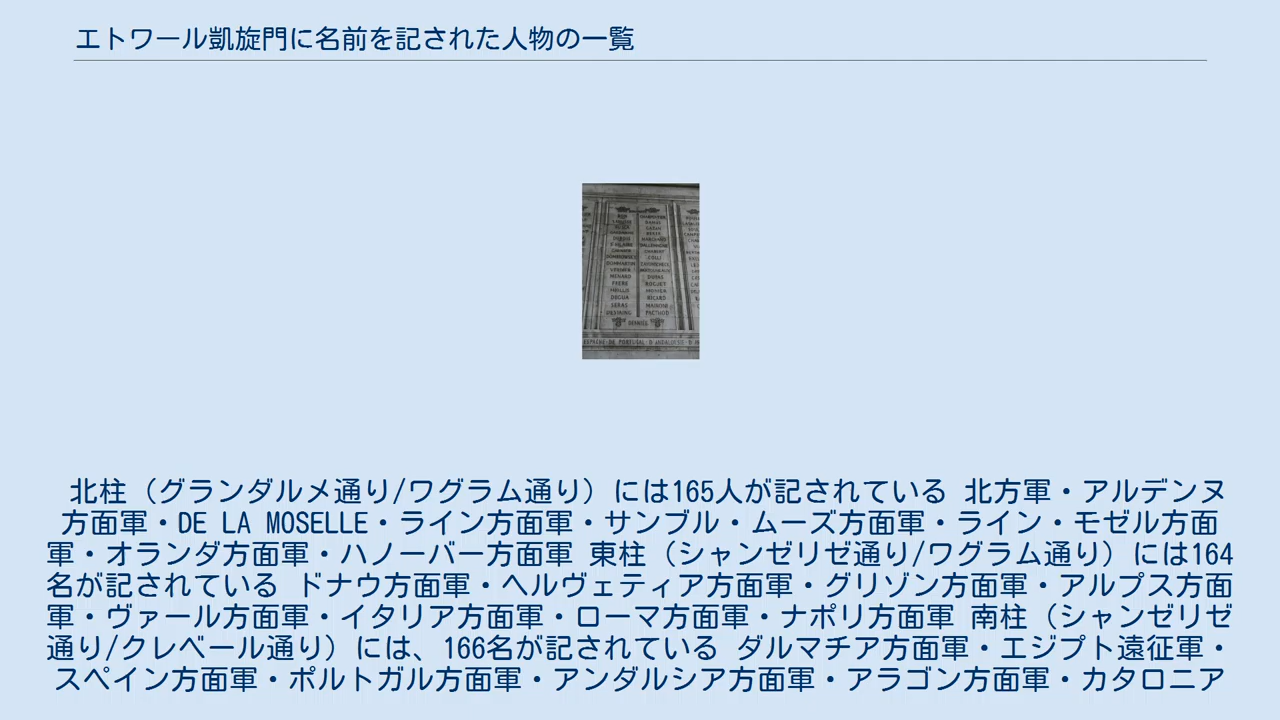 エトワール凱旋門に名前を記された人物の一覧
北柱（グランダルメ通り/ワグラム通り）には165人が記されている 北方軍・アルデンヌ
方面軍・DE LA MOSELLE・ライン方面軍・サンブル・ムーズ方面軍・ライン・モゼル方面
軍・オランダ方面軍・ハノーバー方面軍 東柱（シャンゼリゼ通り/ワグラム通り）には164
名が記されている ドナウ方面軍・ヘルヴェティア方面軍・グリゾン方面軍・アルプス方面
軍・ヴァール方面軍・イタリア方面軍・ローマ方面軍・ナポリ方面軍 南柱（シャンゼリゼ
通り/クレベール通り）には、166名が記されている ダルマチア方面軍・エジプト遠征軍・
スペイン方面軍・ポルトガル方面軍・アンダルシア方面軍・アラゴン方面軍・カタロニア